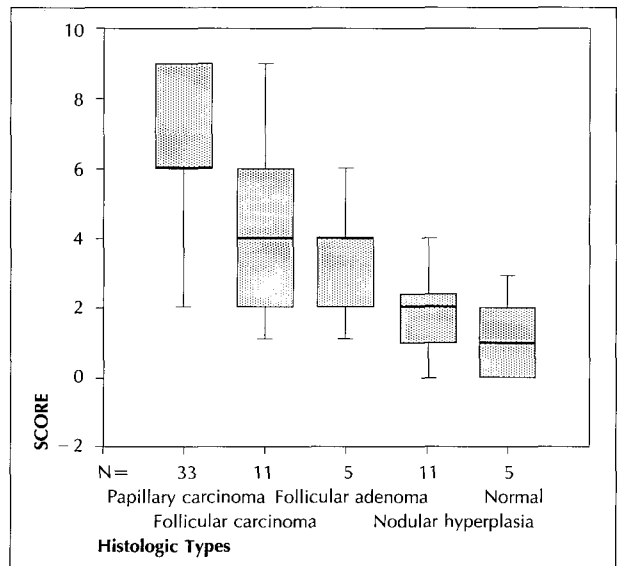 10
8
6
4
2
0
−2
SCORE
N= 33 11 5 11 5
Papillary carcinoma Follicular adenoma Normal
Follicular carcinoma Nodular hyperplasia
Histologic Types